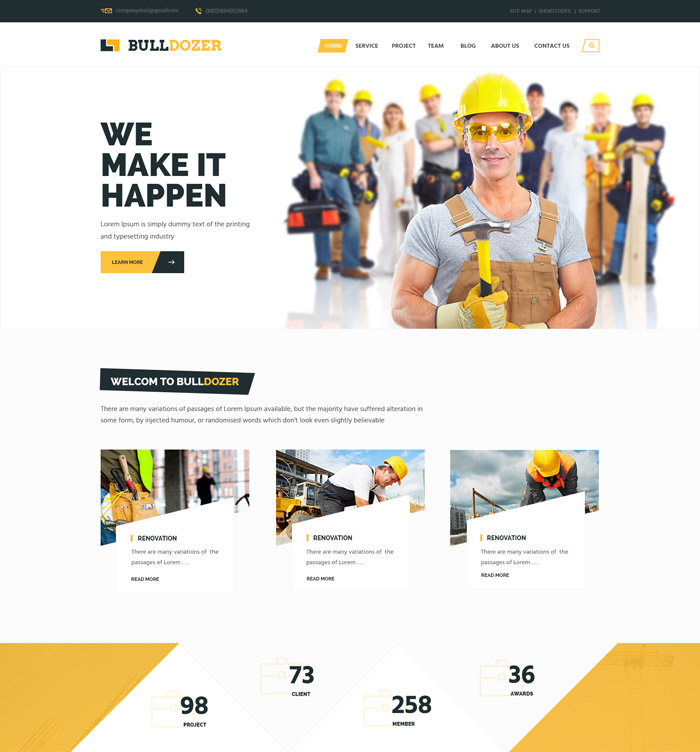 companymail@gmail.com
(880)1684052864
SITE MAP | SHORTCODES | SUPPORT
BULLDOZER
HOME SERVICE PROJECT TEAM BLOG ABOUT US CONTACT US
WE
MAKE IT
HAPPEN
Lorem Ipsum is simply dummy text of the printing
and typesetting industry
LEARN MORE
WELCOM TO BULLDOZER
There are many variations of passages of Lorem Ipsum available, but the majority have suffered alteration in
some form, by injected humour, or randomised words which don't look even slightly believable
RENOVATION
There are many variations of the
passages of Lorem . . .
READ MORE
RENOVATION
There are many variations of the
passages of Lorem . . .
READ MORE
RENOVATION
There are many variations of the
passages of Lorem . . .
READ MORE
98
PROJECT
73
CLIENT
258
MEMBER
36
AWARDS